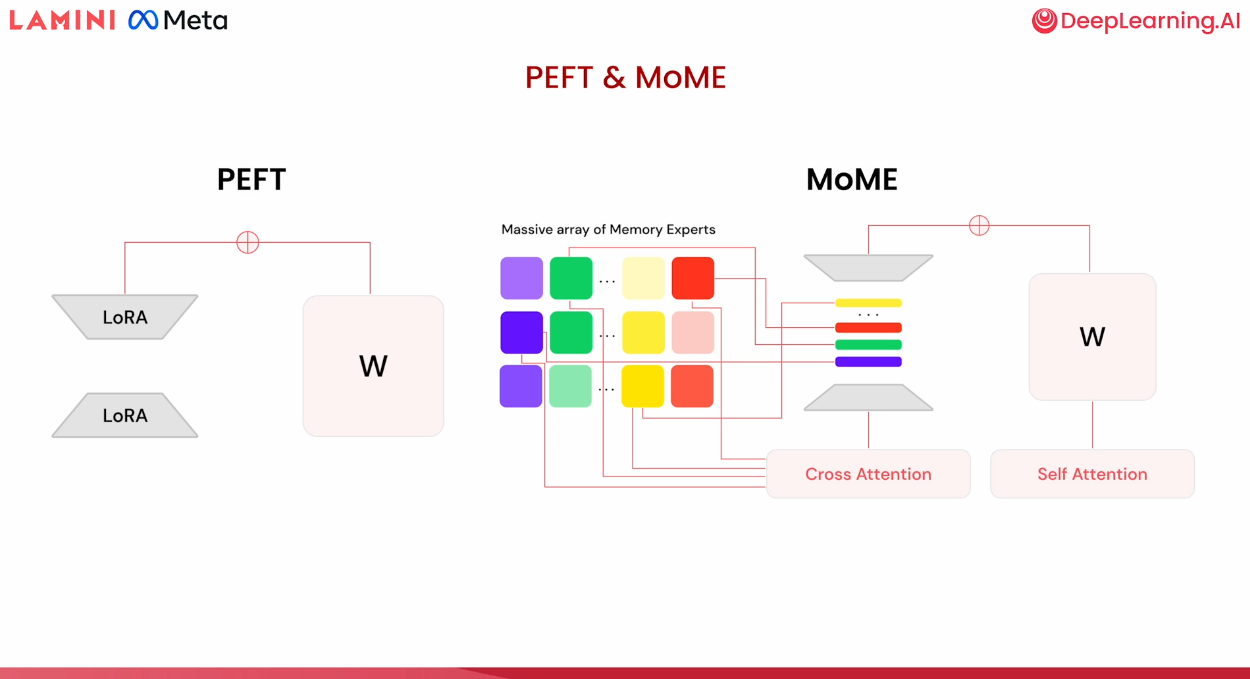 LAMINI Meta
DeepLearning.AI
PEFT & MoME
PEFT
LoRA
LoRA
W
MoME
Massive array of Memory Experts
...
...
...
...
W
Cross Attention
Self Attention